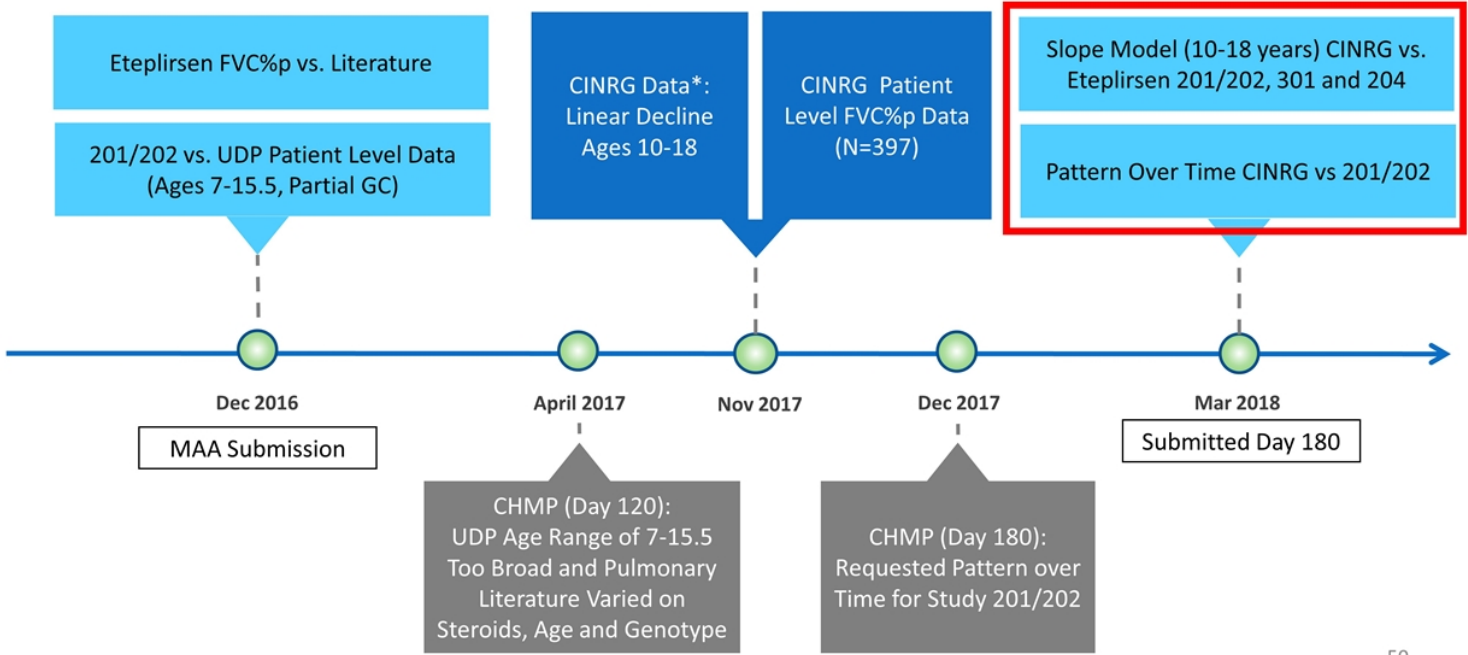 Eteplirsen FVC%p vs. Literature
201/202 vs. UDP Patient Level Data
(Ages 7-15.5, Partial GC)
CINRG Data*:
Linear Decline
Ages 10-18
CINRG Patient
Level FVC%p Data
(N=397)
Slope Model (10-18 years) CINRG vs.
Eteplirsen 201/202, 301 and 204
Pattern Over Time CINRG vs 201/202
Dec 2016
April 2017
Nov 2017
Dec 2017
Mar 2018
MAA Submission
Submitted Day 180
CHMP (Day 120):
UDP Age Range of 7-15.5
Too Broad and Pulmonary
Literature Varied on
Steroids, Age and Genotype
CHMP (Day 180):
Requested Pattern over
Time for Study 201/202